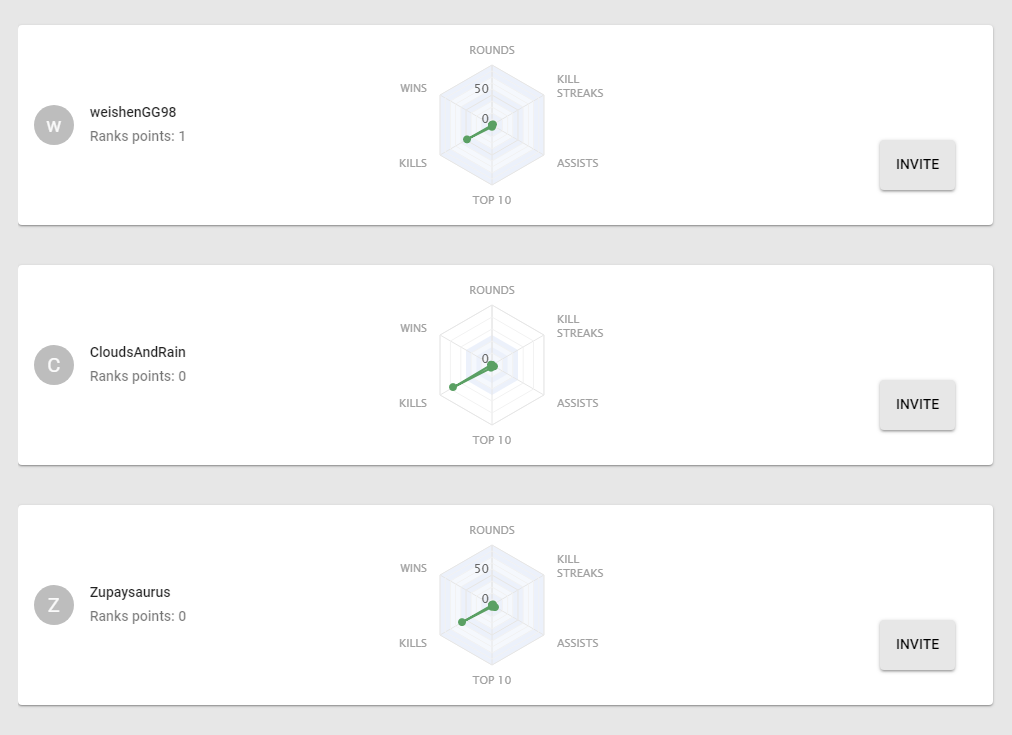 ROUNDS
WINS
KILL
STREAKS
50
w
weishenGG98
0
Ranks points: 1
KILLS
ASSISTS
INVITE
TOP 10
ROUNDS
WINS
KILL
STREAKS
C
CloudsAndRain
0
Ranks points: 0
KILLS
ASSISTS
INVITE
TOP 10
ROUNDS
WINS
KILL
STREAKS
50
Z
Zupaysaurus
0
Ranks points: 0
KILLS
ASSISTS
INVITE
TOP 10